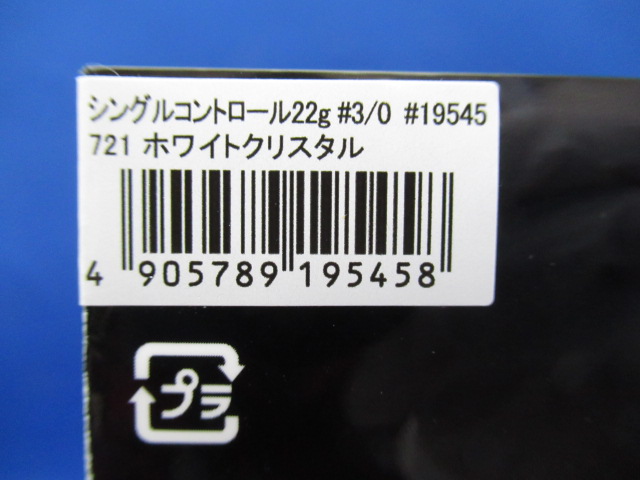 シングルコントロール22g #3/0 #19545
721 ホワイトクリスタル
4 905789 195458
プラ